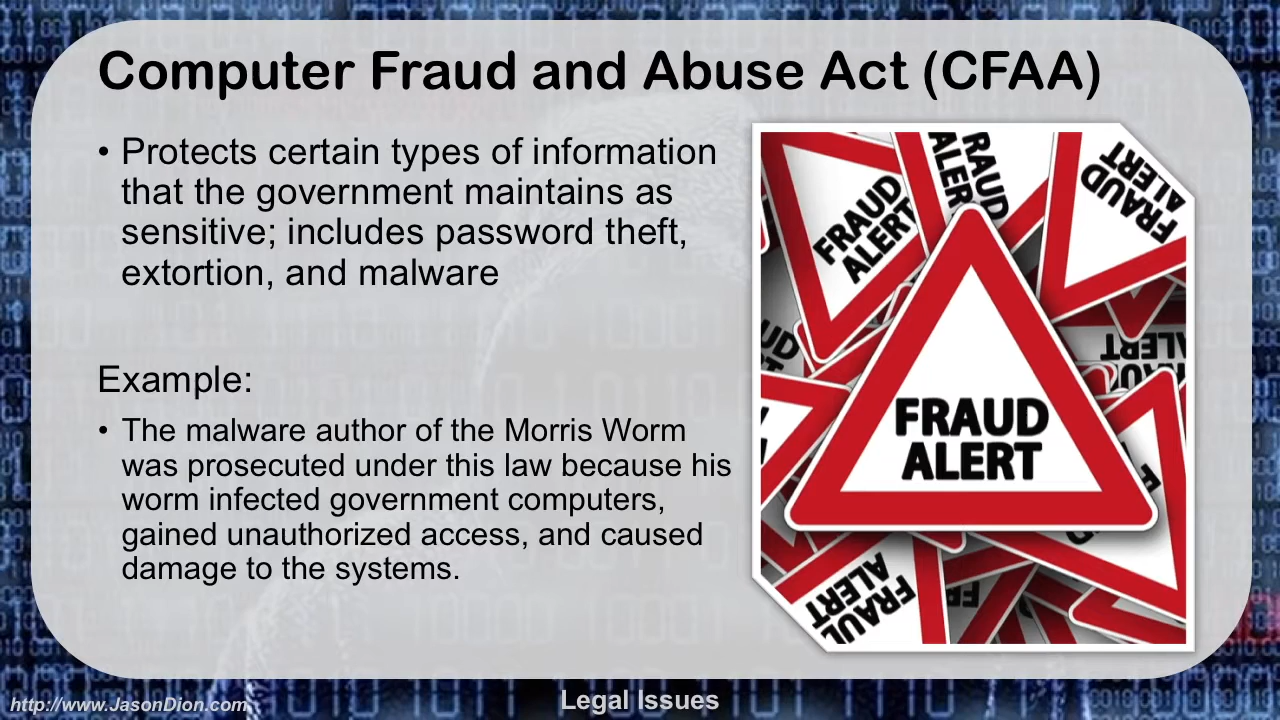 Computer Fraud and Abuse Act (CFAA)
• Protects certain types of information
that the government maintains as
sensitive; includes password theft,
extortion, and malware
Example:
• The malware author of the Morris Worm
was prosecuted under this law because his
worm infected government computers,
gained unauthorized access, and caused
damage to the systems.
FRAUD
ALERT
FRAUD
ALERT
FRAUD
ALERT
FRAUD
ALERT
ALERT
http://www.JasonDion.com
Legal Issues